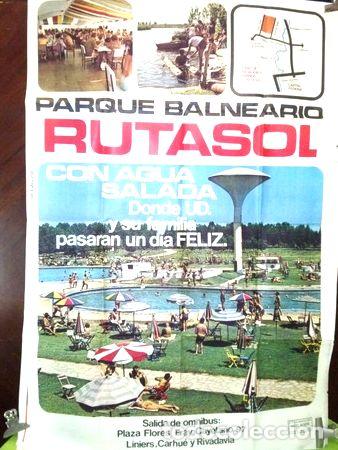 PARQUE BALNEARIO
RUTASOL
CON AGUA
SALADA
Donde UD.
y su familia
pasaran un día FELIZ.
Salida de omnibus:
Plaza Flores,
Liniers, Carhué y Rivadavia